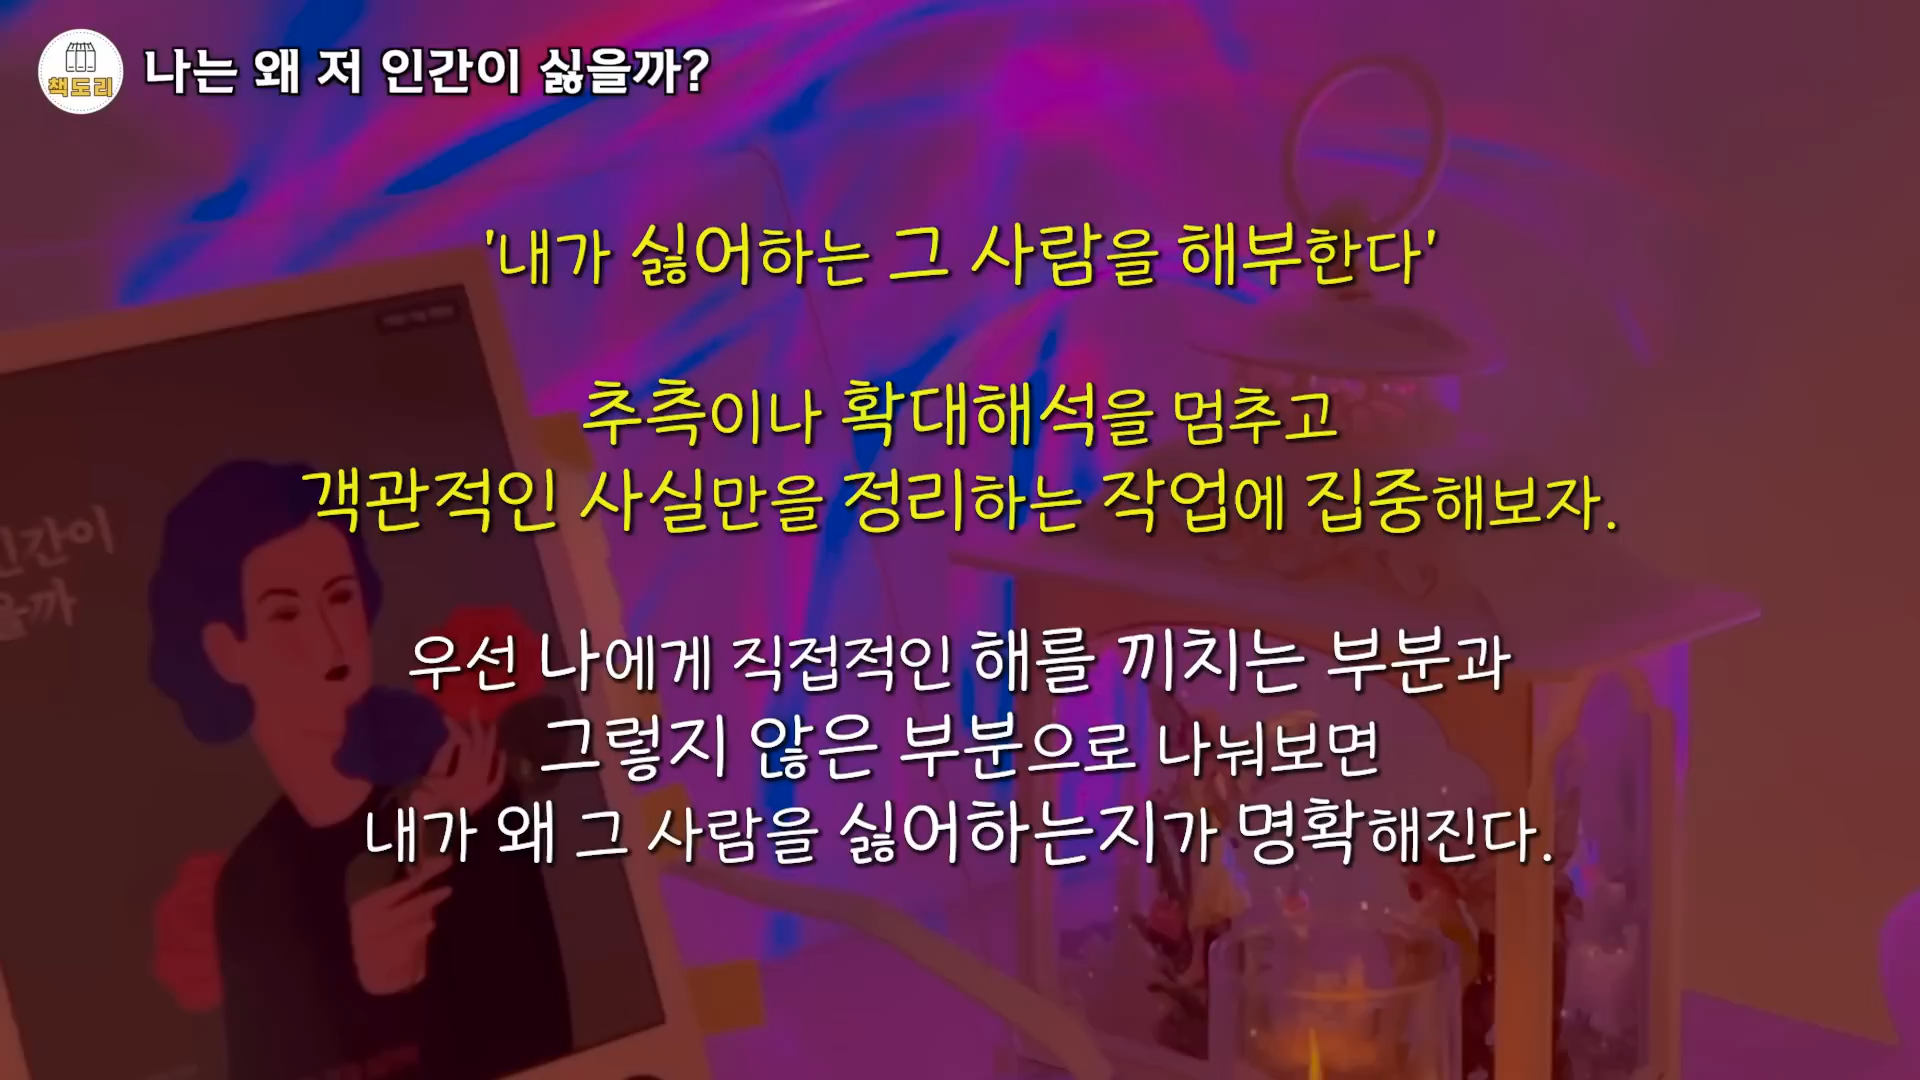 책도리
나는 왜 저 인간이 싫을까?
'내가 싫어하는 그 사람을 해부한다'
추측이나 확대해석을 멈추고
객관적인 사실만을 정리하는 작업에 집중해보자.
인간이
을까
우선 나에게 직접적인 해를 끼치는 부분과
그렇지 않은 부분으로 나눠보면
내가 왜 그 사람을 싫어하는지가 명확해진다.